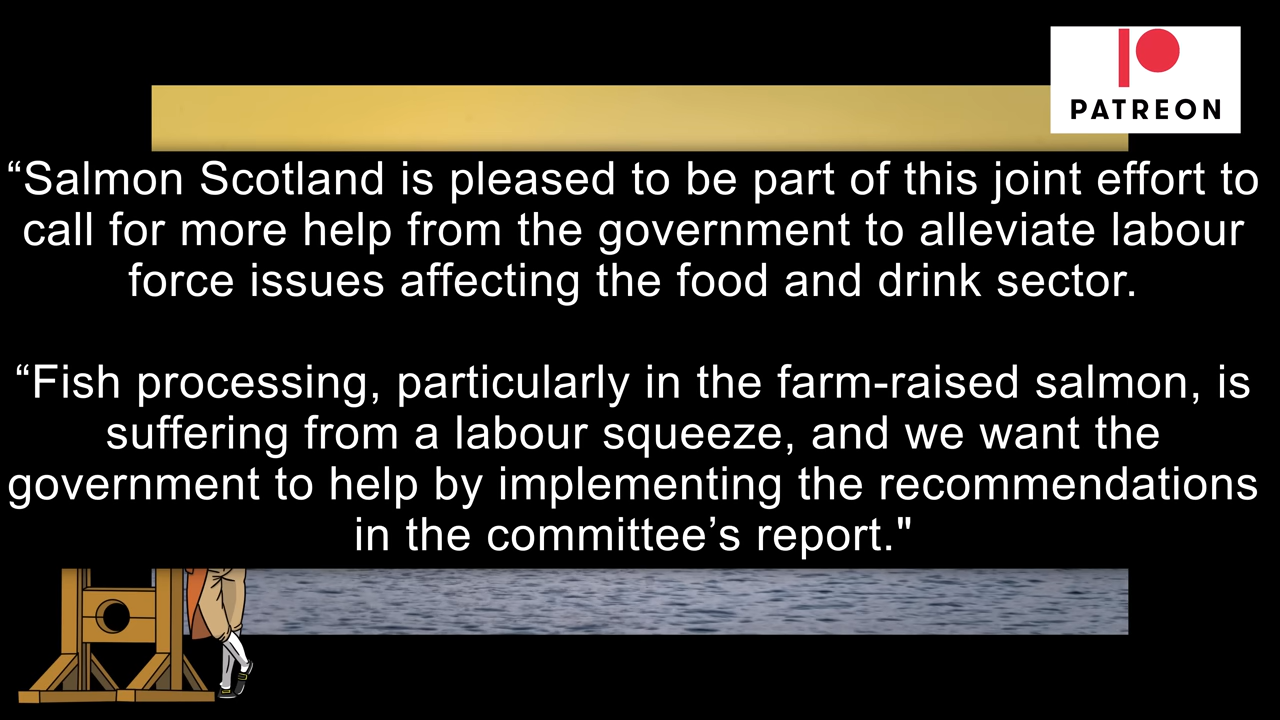 PATREON
“Salmon Scotland is pleased to be part of this joint effort to
call for more help from the government to alleviate labour
force issues affecting the food and drink sector.
“Fish processing, particularly in the farm-raised salmon, is
suffering from a labour squeeze, and we want the
government to help by implementing the recommendations
in the committee’s report."